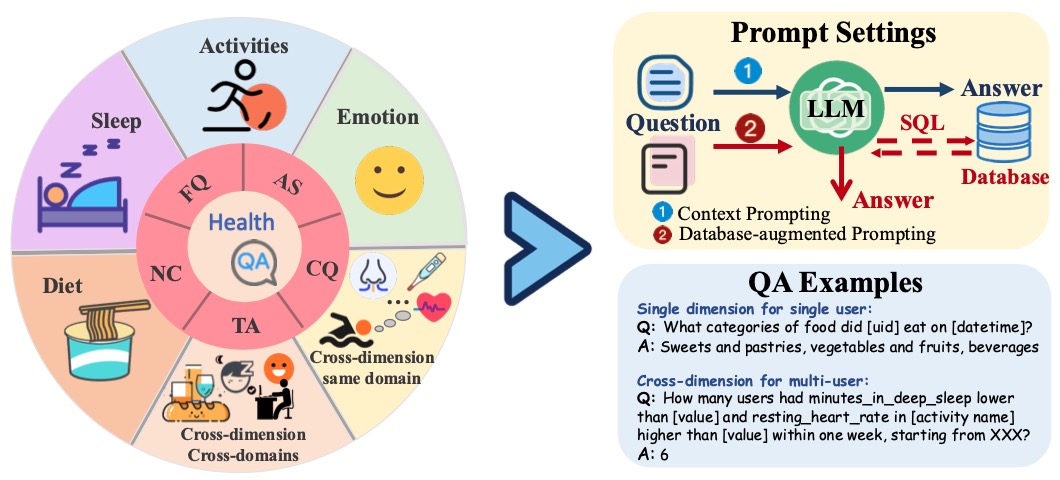 Activities
Sleep
Emotion
FQ
AS
Health
QA
NC
CQ
TA
Diet
Cross-dimension
same domain
Cross-dimension
Cross-domains
Prompt Settings
1
LLM
Answer
Question
2
SQL
Database
Answer
1 Context Prompting
2 Database-augmented Prompting
QA Examples
Single dimension for single user:
Q: What categories of food did [uid] eat on [datetime]?
A: Sweets and pastries, vegetables and fruits, beverages
Cross-dimension for multi-user:
Q: How many users had minutes_in_deep_sleep lower
than [value] and resting_heart_rate in [activity name]
higher than [value] within one week, starting from XXX?
A: 6